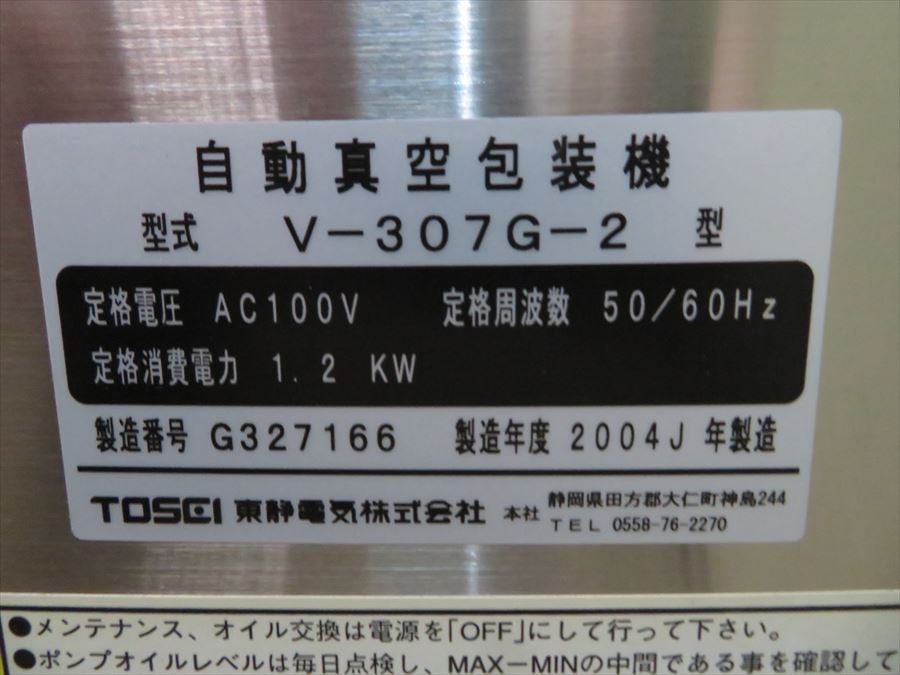 自動真空包装機
型式 V－307G－2 型
定格電圧 AC100V 定格周波数 50/60Hz
定格消費電力 1.2 KW
製造番号 G327166 製造年度 2004J 年製造
TOSEI 東静電気株式会社 本社 静岡県田方郡大仁町神島244
TEL 0558-76-2270
●メンテナンス、オイル交換は電源を｢OFF｣にして行って下さい。
●ポンプオイルレベルは毎日点検し、MAX－MINの中間である事を確認して